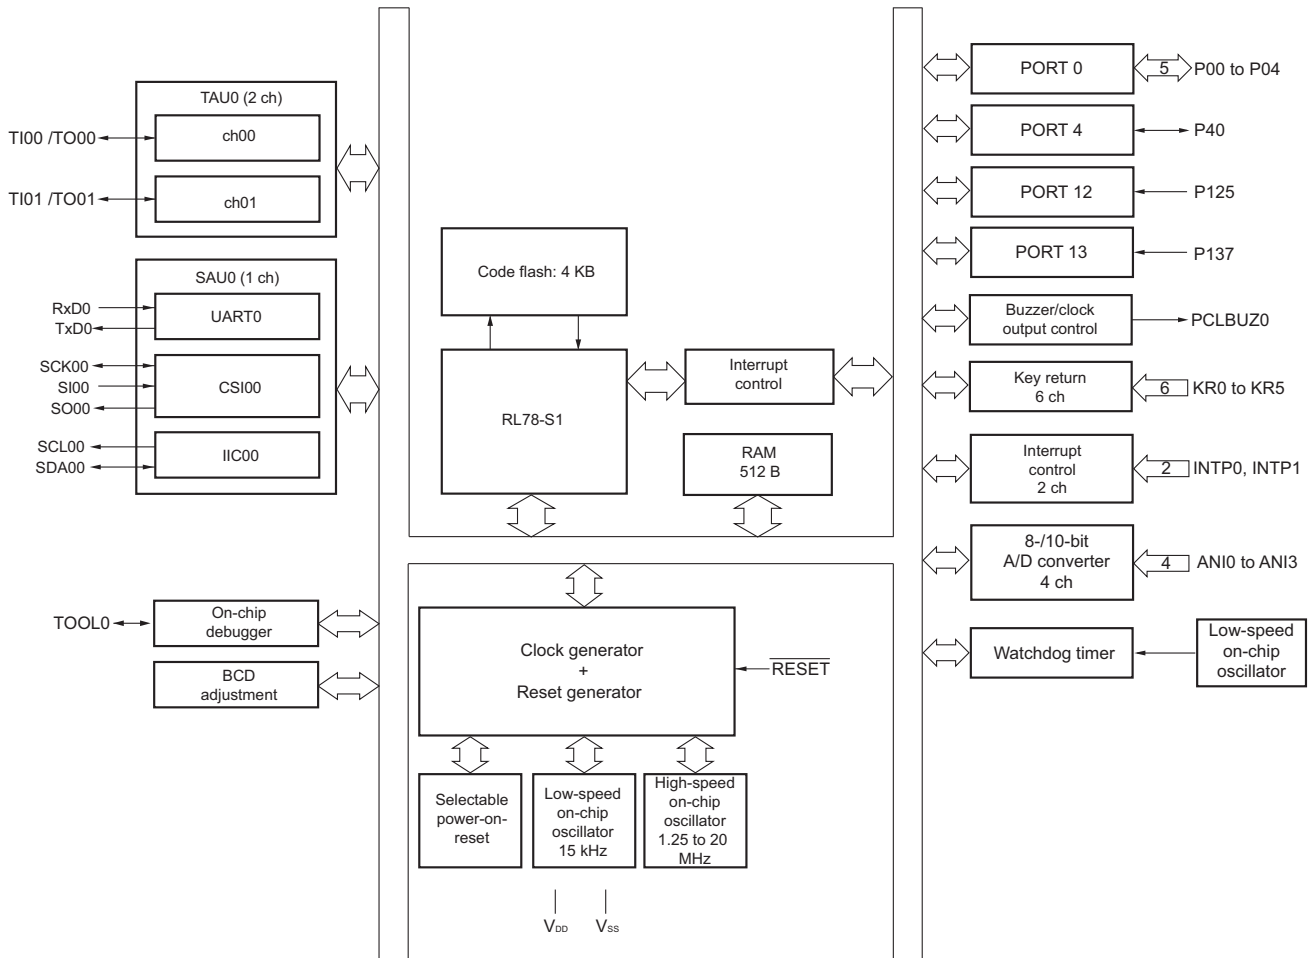 TAU0 (2 ch)
ch00
TI00 /TO00
ch01
TI01 /TO01
SAU0 (1 ch)
UART0
RxD0
TxD0
CSI00
SCK00
SI00
SO00
IIC00
SCL00
SDA00
TOOL0
On-chip
debugger
BCD
adjustment
Code flash: 4 KB
RL78-S1
Interrupt
control
RAM
512 B
Clock generator
+
Reset generator
RESET
Selectable
power-on-
reset
Low-speed
on-chip
oscillator
15 kHz
High-speed
on-chip
oscillator
1.25 to 20
MHz
VDD
VSS
PORT 0
5
P00 to P04
PORT 4
P40
PORT 12
P125
PORT 13
P137
Buzzer/clock
output control
PCLBUZ0
Key return
6 ch
6
KR0 to KR5
Interrupt
control
2 ch
2
INTP0, INTP1
8-/10-bit
A/D converter
4 ch
4
ANI0 to ANI3
Watchdog timer
Low-speed
on-chip
oscillator